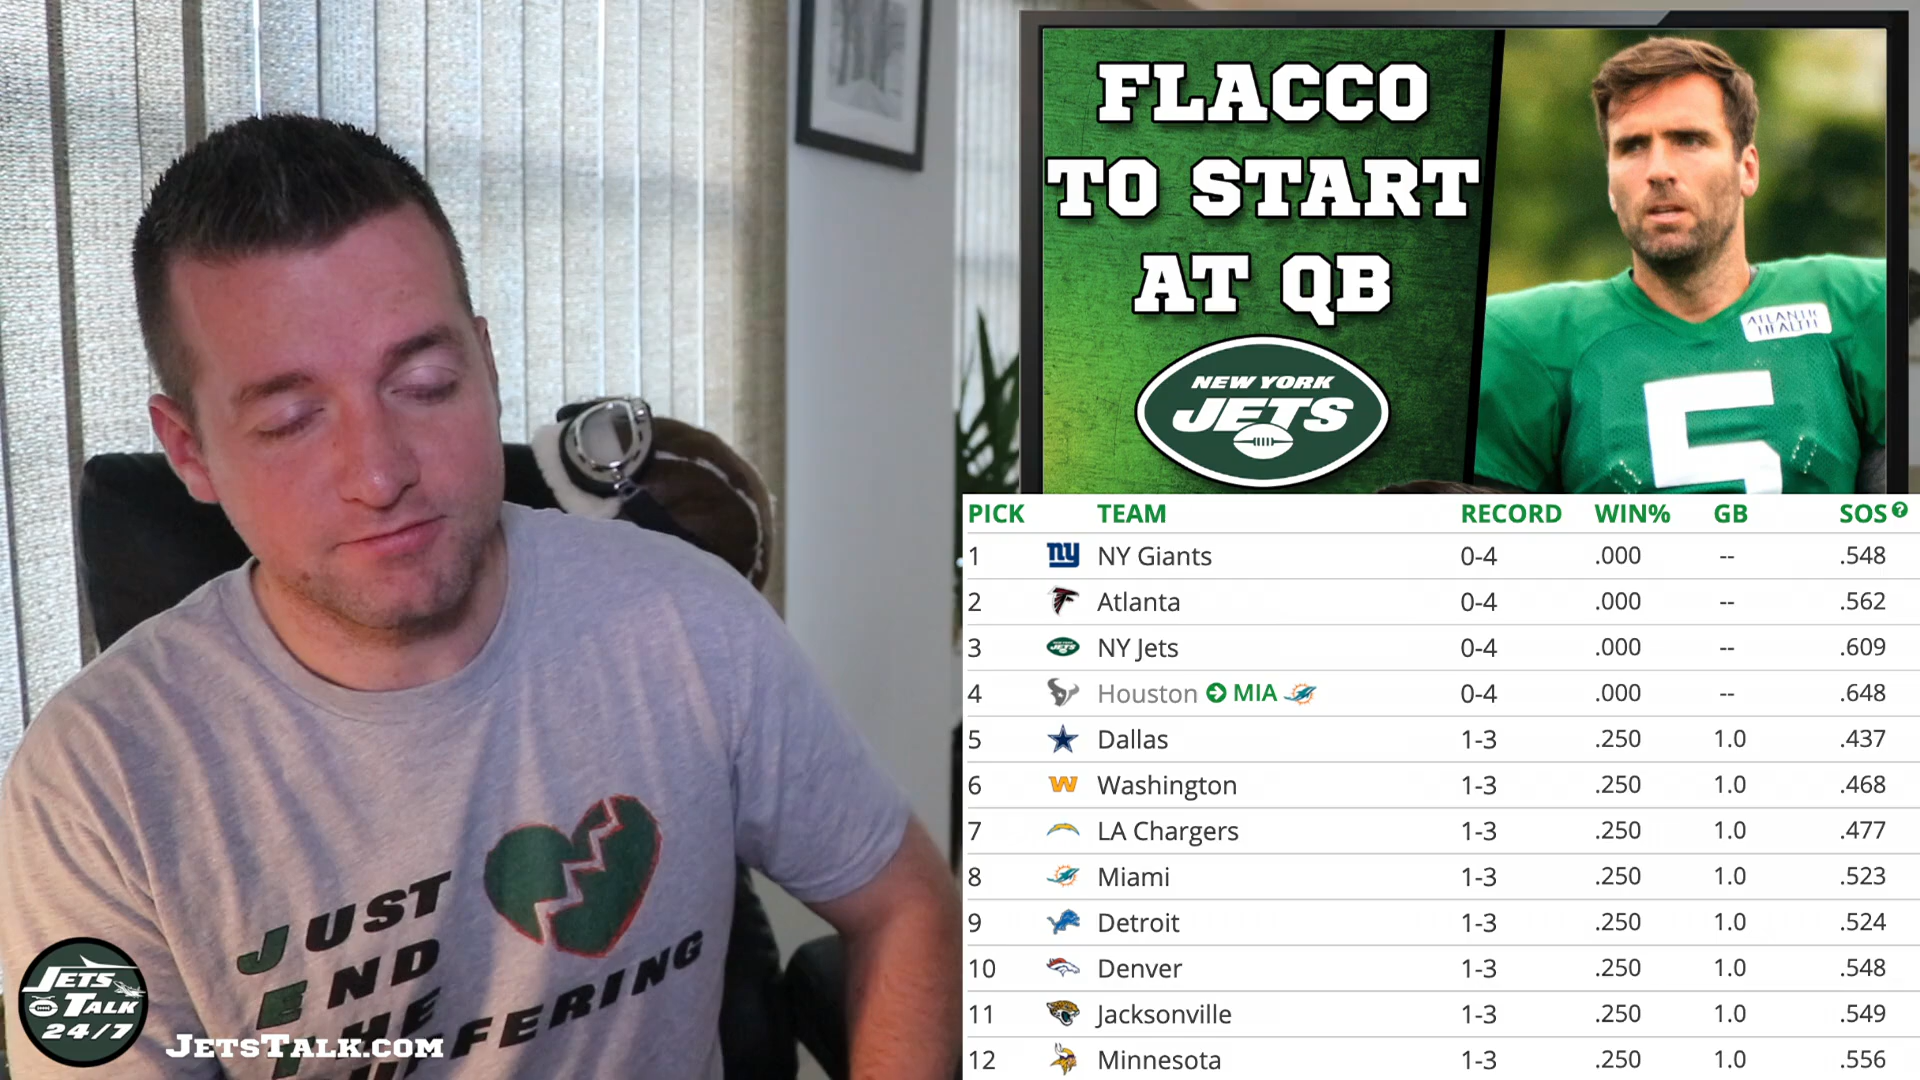 FLACCO
TO START
AT QB
NEW YORK
JETS
ATLANTIC
HEALTH
5
PICK TEAM RECORD WIN% GB SOS ?
1 NY Giants 0-4 .000 -- .548
2 Atlanta 0-4 .000 -- .562
3 NY Jets 0-4 .000 -- .609
4 Houston MIA 0-4 .000 -- .648
5 Dallas 1-3 .250 1.0 .437
6 Washington 1-3 .250 1.0 .468
7 LA Chargers 1-3 .250 1.0 .477
8 Miami 1-3 .250 1.0 .523
9 Detroit 1-3 .250 1.0 .524
10 Denver 1-3 .250 1.0 .548
11 Jacksonville 1-3 .250 1.0 .549
12 Minnesota 1-3 .250 1.0 .556
JUST
END
THE
JETS
TALK
24/7
JETSTALK.COM